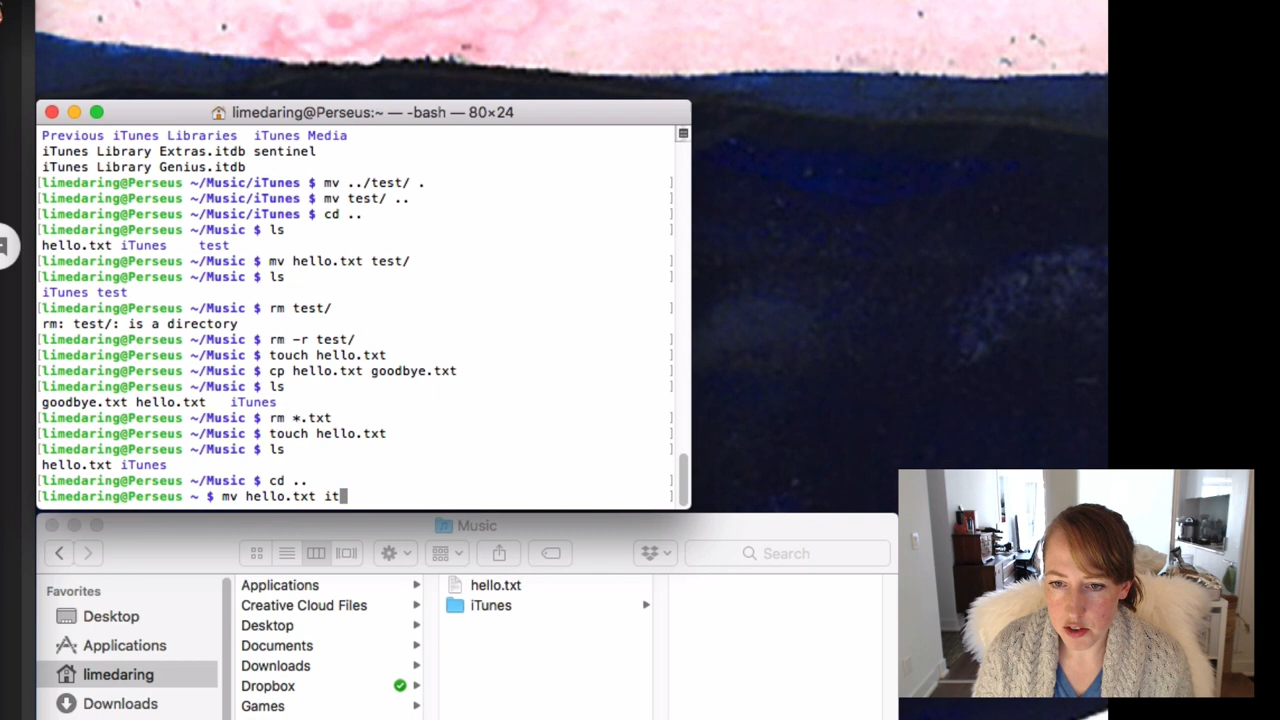 limedaring@Perseus:~ — -bash — 80×24
Previous iTunes Libraries iTunes Media
iTunes Library Extras.itdb sentinel
iTunes Library Genius.itdb
[limedaring@Perseus ~/Music/iTunes $ mv ../test/ . ]
[limedaring@Perseus ~/Music/iTunes $ mv test/ .. ]
[limedaring@Perseus ~/Music/iTunes $ cd .. ]
[limedaring@Perseus ~/Music $ ls ]
hello.txt iTunes test
[limedaring@Perseus ~/Music $ mv hello.txt test/ ]
[limedaring@Perseus ~/Music $ ls ]
iTunes test
[limedaring@Perseus ~/Music $ rm test/ ]
rm: test/: is a directory
[limedaring@Perseus ~/Music $ rm -r test/ ]
[limedaring@Perseus ~/Music $ touch hello.txt ]
[limedaring@Perseus ~/Music $ cp hello.txt goodbye.txt ]
[limedaring@Perseus ~/Music $ ls ]
goodbye.txt hello.txt iTunes
[limedaring@Perseus ~/Music $ rm *.txt ]
[limedaring@Perseus ~/Music $ touch hello.txt ]
[limedaring@Perseus ~/Music $ ls ]
hello.txt iTunes
[limedaring@Perseus ~/Music $ cd .. ]
[limedaring@Perseus ~ $ mv hello.txt it ]
Music
Search
Favorites
Desktop
Applications
limedaring
Downloads
Applications
Creative Cloud Files
Desktop
Documents
Downloads
Dropbox
Games
hello.txt
iTunes